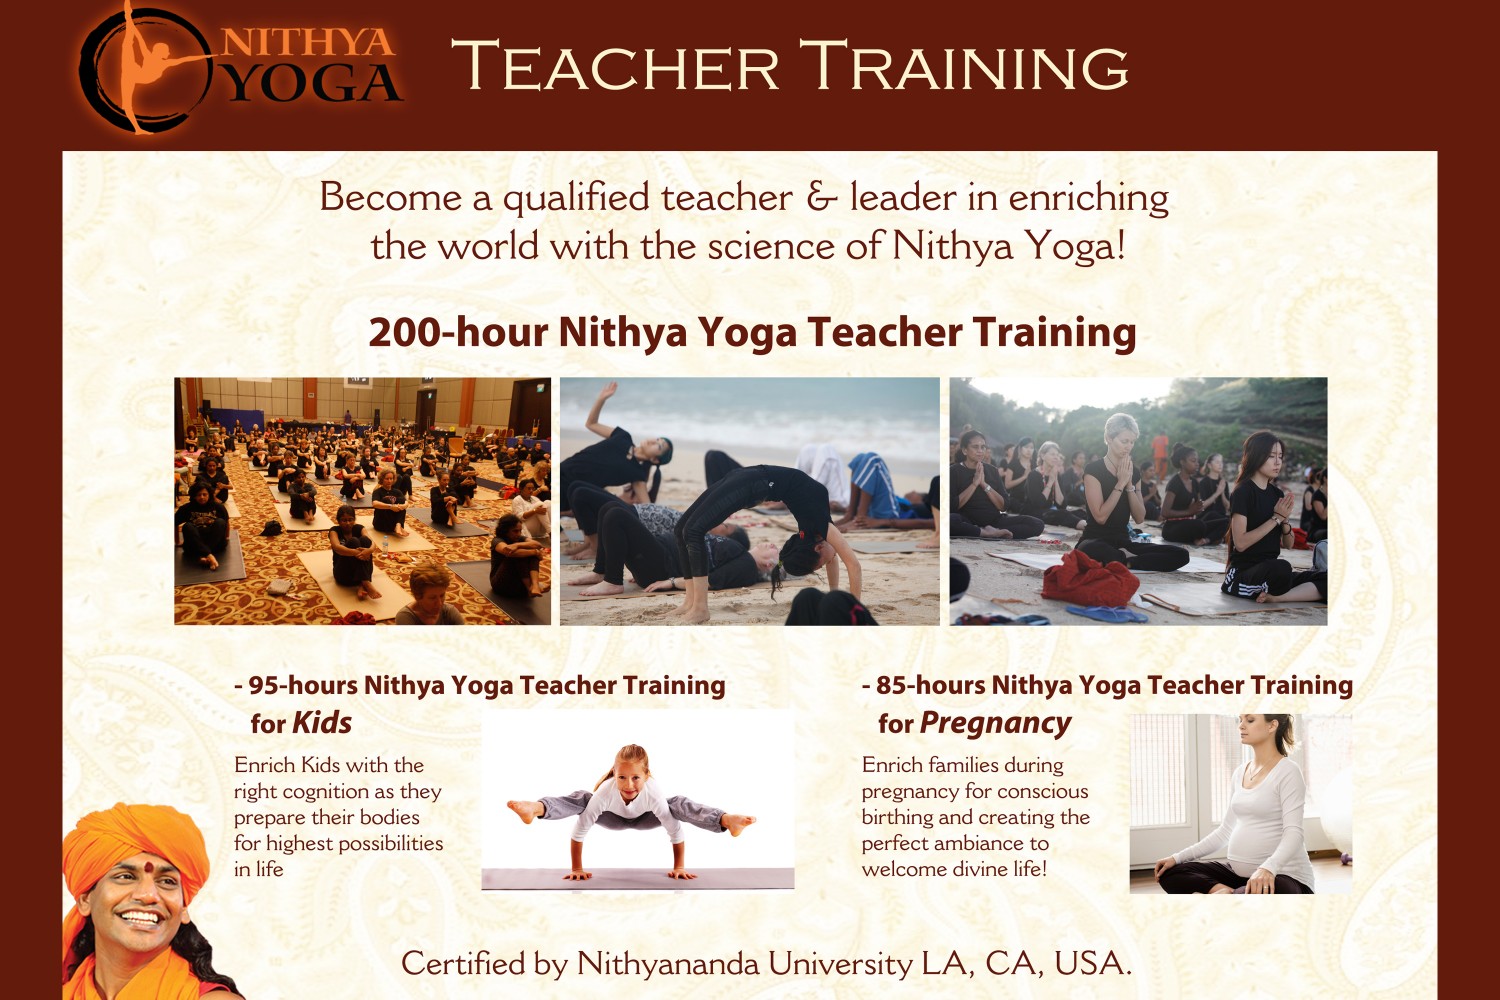 NITHYA
YOGA
TEACHER TRAINING
Become a qualified teacher & leader in enriching
the world with the science of Nithya Yoga!
200-hour Nithya Yoga Teacher Training
- 95-hours Nithya Yoga Teacher Training
for Kids
Enrich Kids with the
right cognition as they
prepare their bodies
for highest possibilities
in life
- 85-hours Nithya Yoga Teacher Training
for Pregnancy
Enrich families during
pregnancy for conscious
birthing and creating the
perfect ambiance to
welcome divine life!
Certified by Nithyananda University LA, CA, USA.